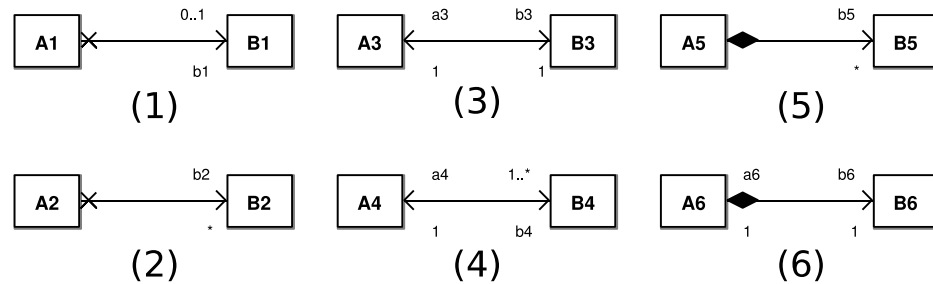 0..1
A1
B1
b1
(1)
a3
b3
A3
B3
1
1
(3)
b5
A5
B5
*
(5)
b2
A2
B2
*
(2)
a4
1..*
A4
B4
1
b4
(4)
a6
b6
A6
B6
1
1
(6)